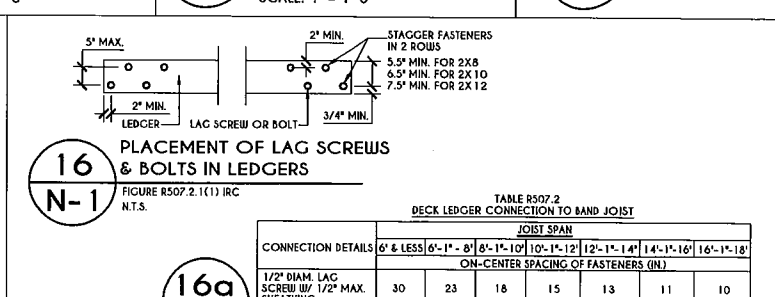 5" MAX.
2" MIN.
STAGGER FASTENERS
IN 2 ROWS
5.5" MIN. FOR 2X8
6.5" MIN. FOR 2X10
7.5" MIN. FOR 2X12
2" MIN.
LEDGER
LAG SCREW OR BOLT
3/4" MIN.
16
N-1
PLACEMENT OF LAG SCREWS
& BOLTS IN LEDGERS
FIGURE R507.2.1(1) IRC
N.T.S.
TABLE R507.2
DECK LEDGER CONNECTION TO BAND JOIST
JOIST SPAN
CONNECTION DETAILS 6' & LESS 6'-1"-8' 8'-1"-10' 10'-1"-12' 12'-1"-14' 14'-1"-16' 16'-1"-18'
ON-CENTER SPACING OF FASTENERS (IN.)
16a
1/2" DIAM. LAG
SCREW W/ 1/2" MAX.
30 23 18 15 13 11 10